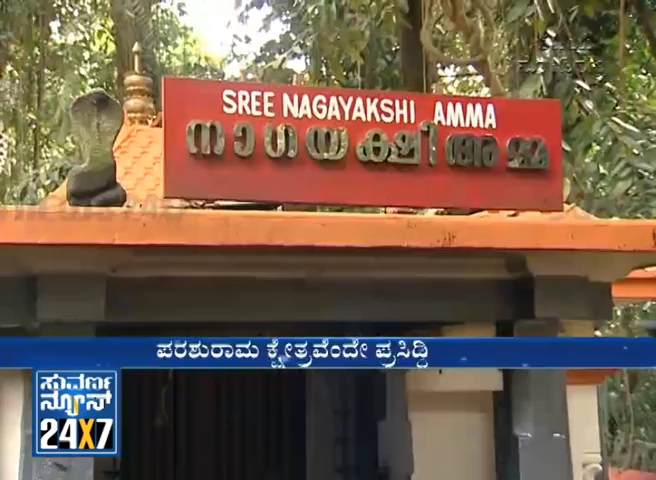 SREE NAGAYAKSHI AMMA
നാഗയക്ഷിഅമ്മ
ಪರಶುರಾಮ ಕ್ಷೇತ್ರವೆಂದೇ ಪ್ರಸಿದ್ಧಿ
ಸುವರ್ಣ
ನ್ಯೂಸ್
24X7